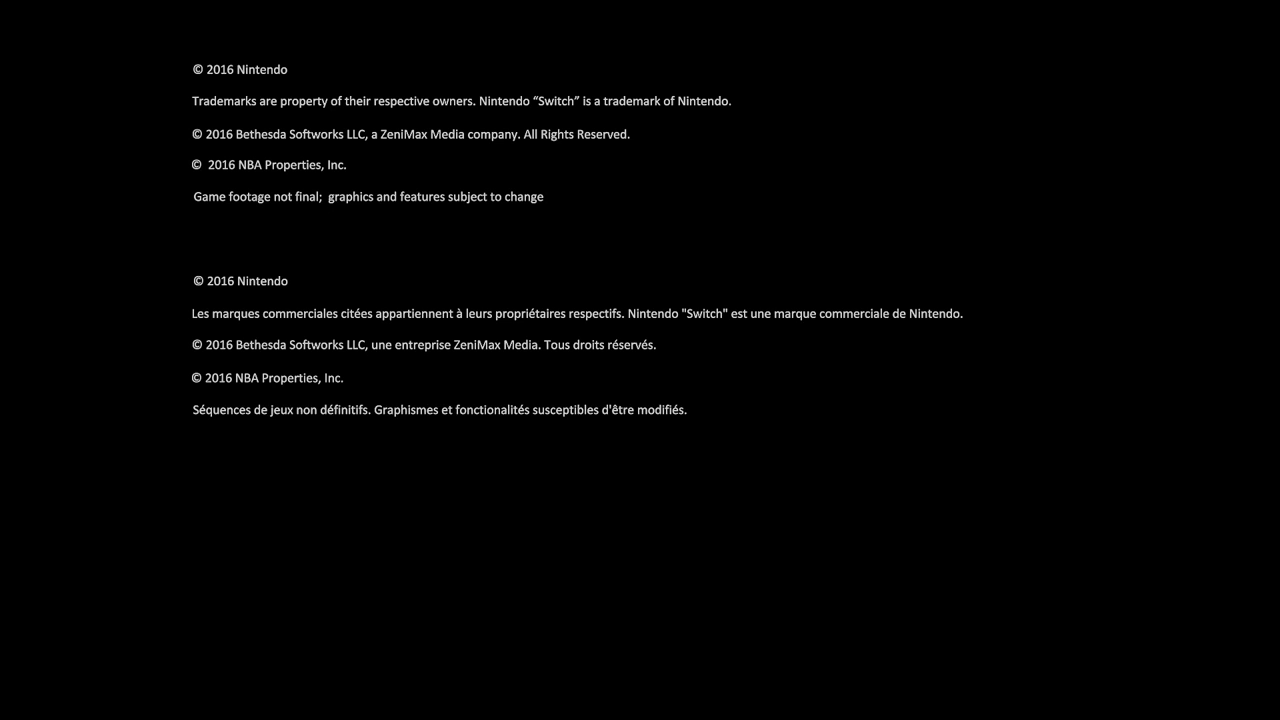 © 2016 Nintendo
Trademarks are property of their respective owners. Nintendo “Switch” is a trademark of Nintendo.
© 2016 Bethesda Softworks LLC, a ZeniMax Media company. All Rights Reserved.
© 2016 NBA Properties, Inc.
Game footage not final; graphics and features subject to change
© 2016 Nintendo
Les marques commerciales citées appartiennent à leurs propriétaires respectifs. Nintendo "Switch" est une marque commerciale de Nintendo.
© 2016 Bethesda Softworks LLC, une entreprise ZeniMax Media. Tous droits réservés.
© 2016 NBA Properties, Inc.
Séquences de jeux non définitifs. Graphismes et fonctionalités susceptibles d'être modifiés.